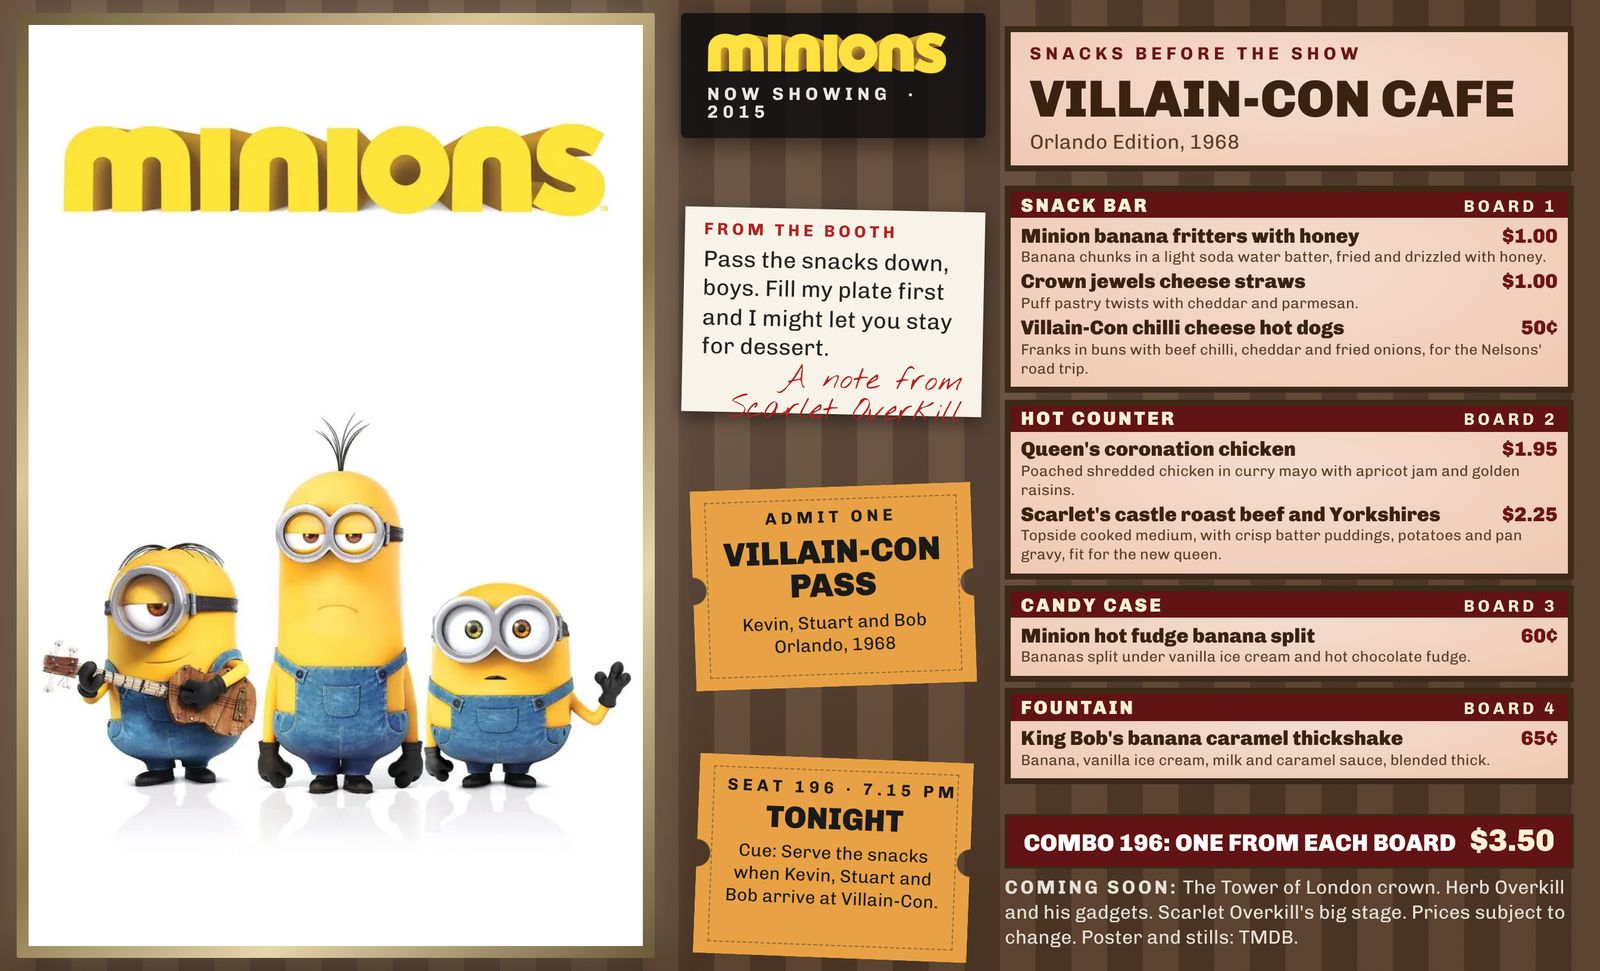 minions
TM
minions
NOW SHOWING ·
2015
FROM THE BOOTH
Pass the snacks down,
boys. Fill my plate first
and I might let you stay
for dessert.
A note from
Scarlet Overkill
ADMIT ONE
VILLAIN-CON
PASS
Kevin, Stuart and Bob
Orlando, 1968
SEAT 196 · 7.15 PM
TONIGHT
Cue: Serve the snacks
when Kevin, Stuart and
Bob arrive at Villain-Con.
SNACKS BEFORE THE SHOW
VILLAIN-CON CAFE
Orlando Edition, 1968
SNACK BAR BOARD 1
Minion banana fritters with honey $1.00
Banana chunks in a light soda water batter, fried and drizzled with honey.
Crown jewels cheese straws $1.00
Puff pastry twists with cheddar and parmesan.
Villain-Con chilli cheese hot dogs 50¢
Franks in buns with beef chilli, cheddar and fried onions, for the Nelsons'
road trip.
HOT COUNTER BOARD 2
Queen's coronation chicken $1.95
Poached shredded chicken in curry mayo with apricot jam and golden
raisins.
Scarlet's castle roast beef and Yorkshires $2.25
Topside cooked medium, with crisp batter puddings, potatoes and pan
gravy, fit for the new queen.
CANDY CASE BOARD 3
Minion hot fudge banana split 60¢
Bananas split under vanilla ice cream and hot chocolate fudge.
FOUNTAIN BOARD 4
King Bob's banana caramel thickshake 65¢
Banana, vanilla ice cream, milk and caramel sauce, blended thick.
COMBO 196: ONE FROM EACH BOARD $3.50
COMING SOON: The Tower of London crown. Herb Overkill
and his gadgets. Scarlet Overkill's big stage. Prices subject to
change. Poster and stills: TMDB.